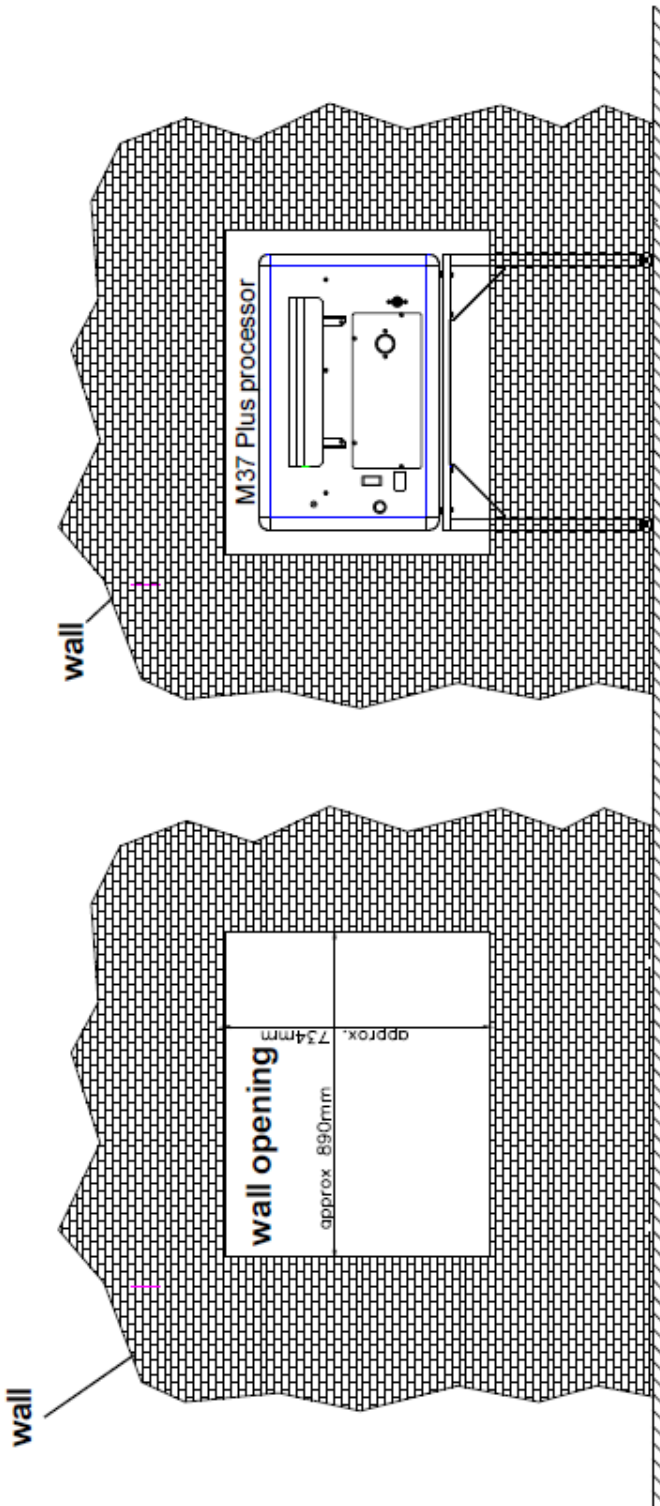 wall
wall opening
approx 890mm
approx.
734mm
wall
M37 Plus processor